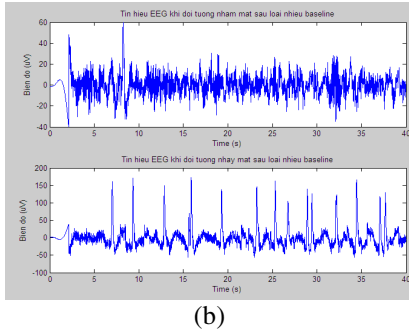 Tin hieu EEG khi doi tuong nham mat sau loai nhieu baseline
60
40
20
0
-20
-40
Bien do (uV)
0 5 10 15 20 25 30 35 40
Time (s)
Tin hieu EEG khi doi tuong nhay mat sau loai nhieu baseline
200
150
100
50
0
-50
-100
Bien do (uV)
0 5 10 15 20 25 30 35 40
Time (s)
(b)